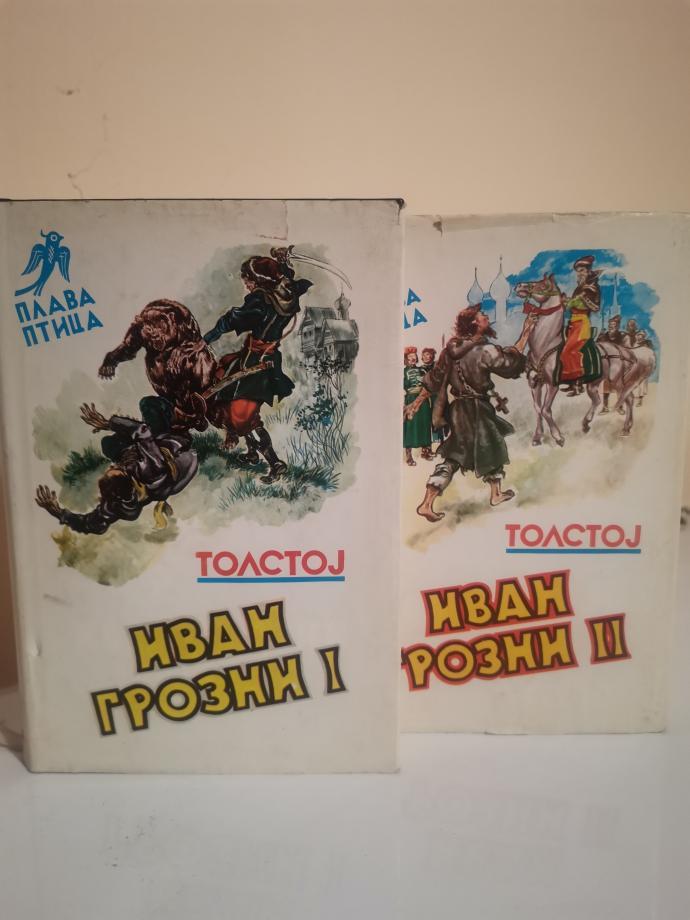 ПЛАВА
ПТИЦА
ТОЛСТОЈ
ИВАН
ГРОЗНИ I
ТОЛСТОЈ
ИВАН
ГРОЗНИ II